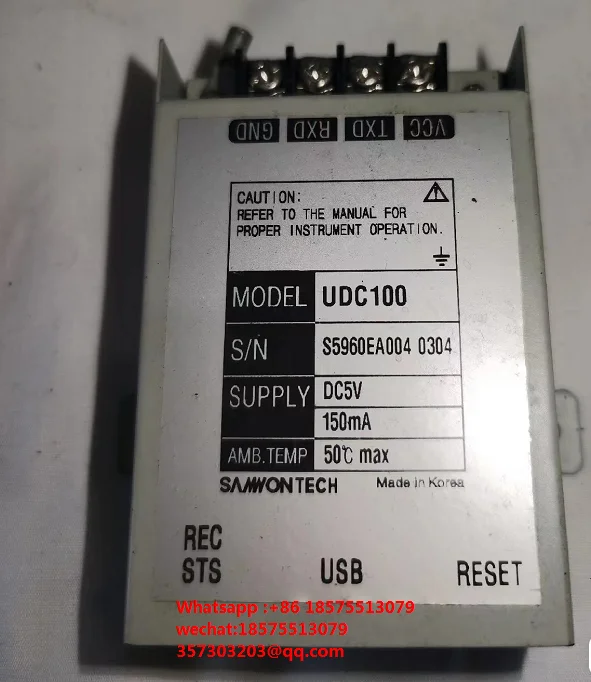 GND RXD TXD VCC
CAUTION:
REFER TO THE MANUAL FOR
PROPER INSTRUMENT OPERATION.
MODEL UDC100
S/N S5960EA004 0304
SUPPLY DC5V
150mA
AMB.TEMP 50℃ max
SAMWONTECH Made in Korea
REC
STS USB RESET
Whatsapp :+86 18575513079
wechat:18575513079
357303203@qq.com